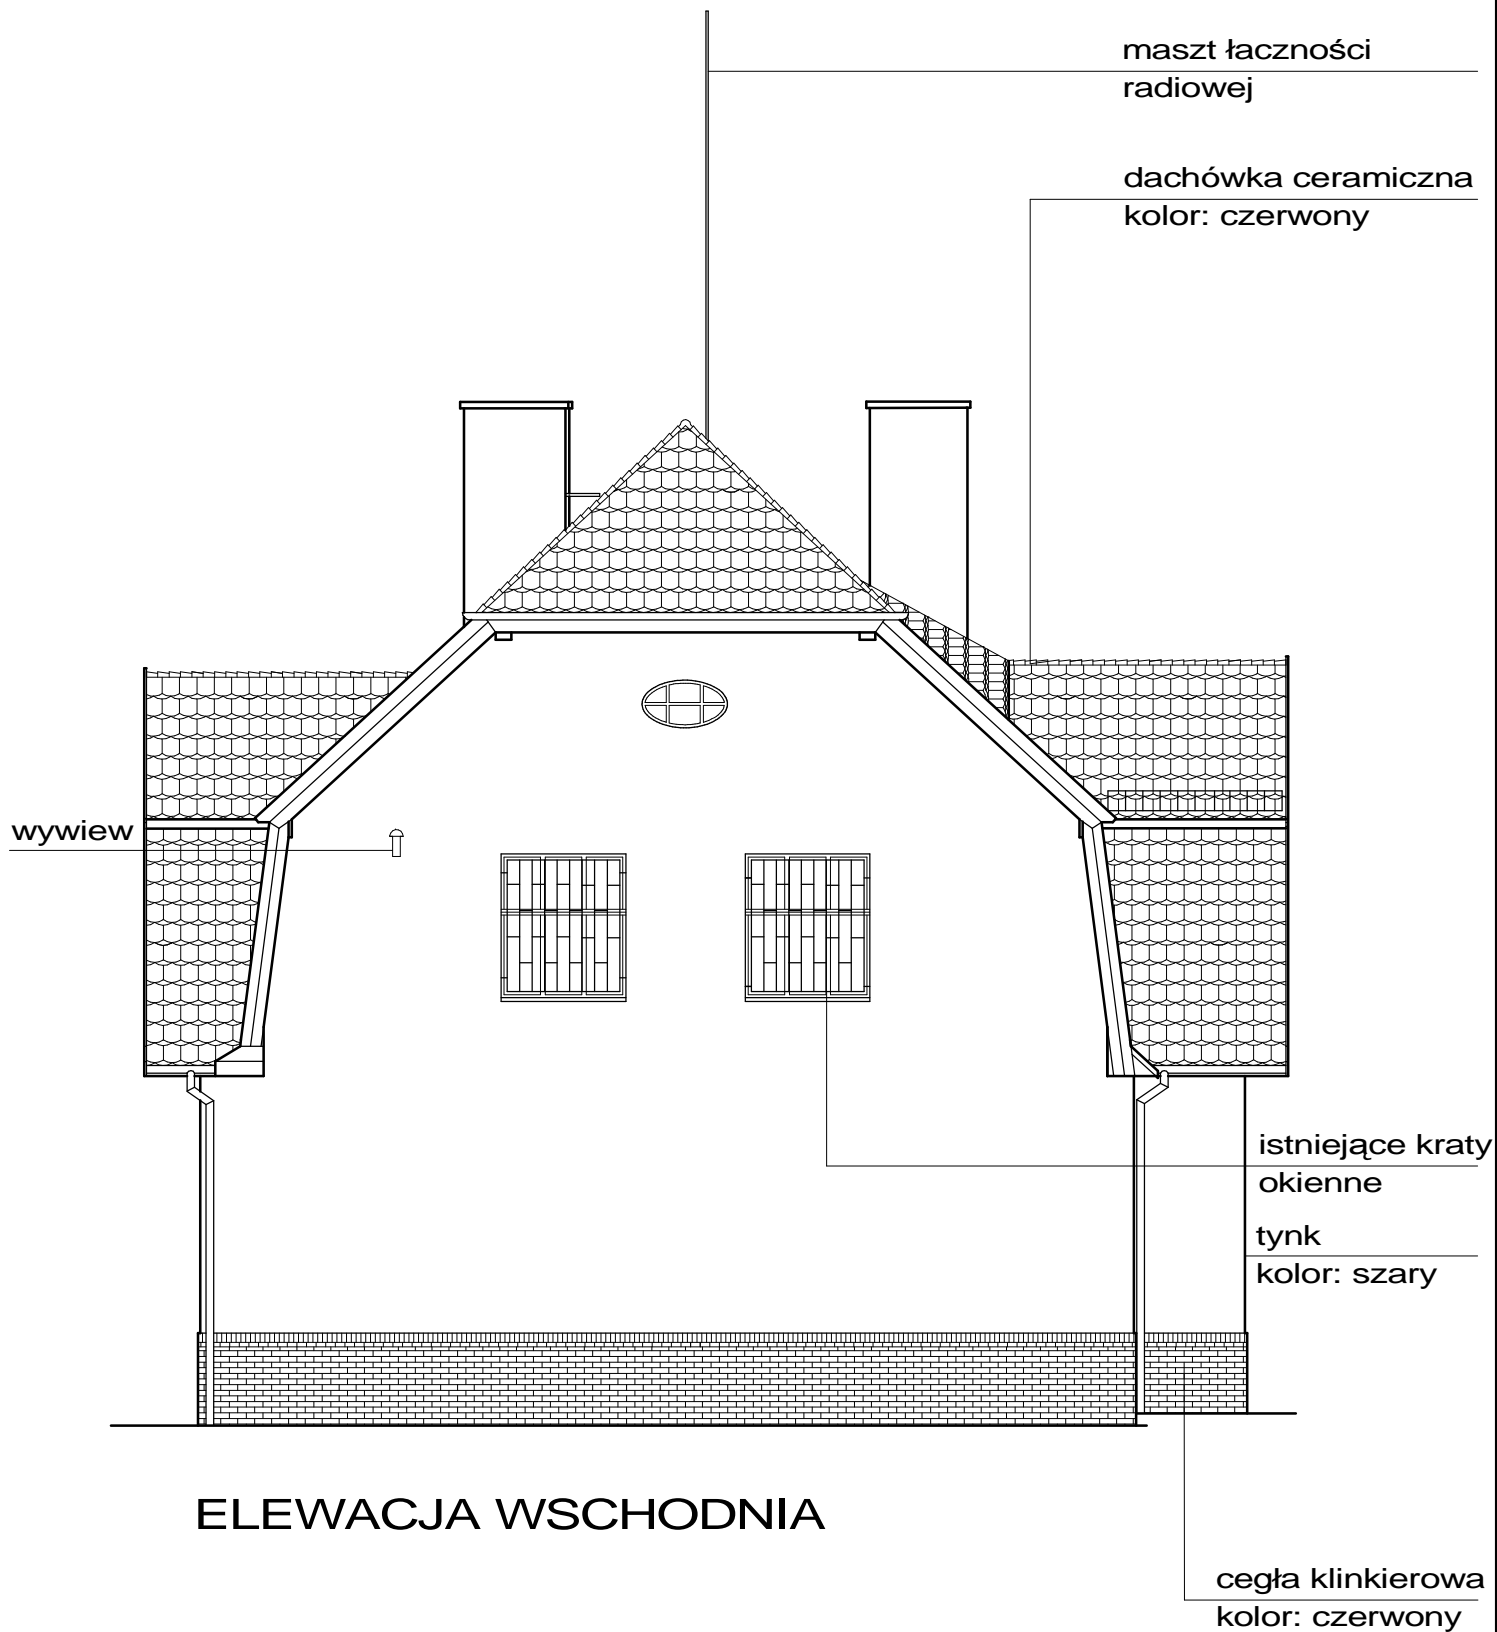 maszt łaczności
radiowej
dachówka ceramiczna
kolor: czerwony
wywiew
istniejące kraty
okienne
tynk
kolor: szary
ELEWACJA WSCHODNIA
cegła klinkierowa
kolor: czerwony